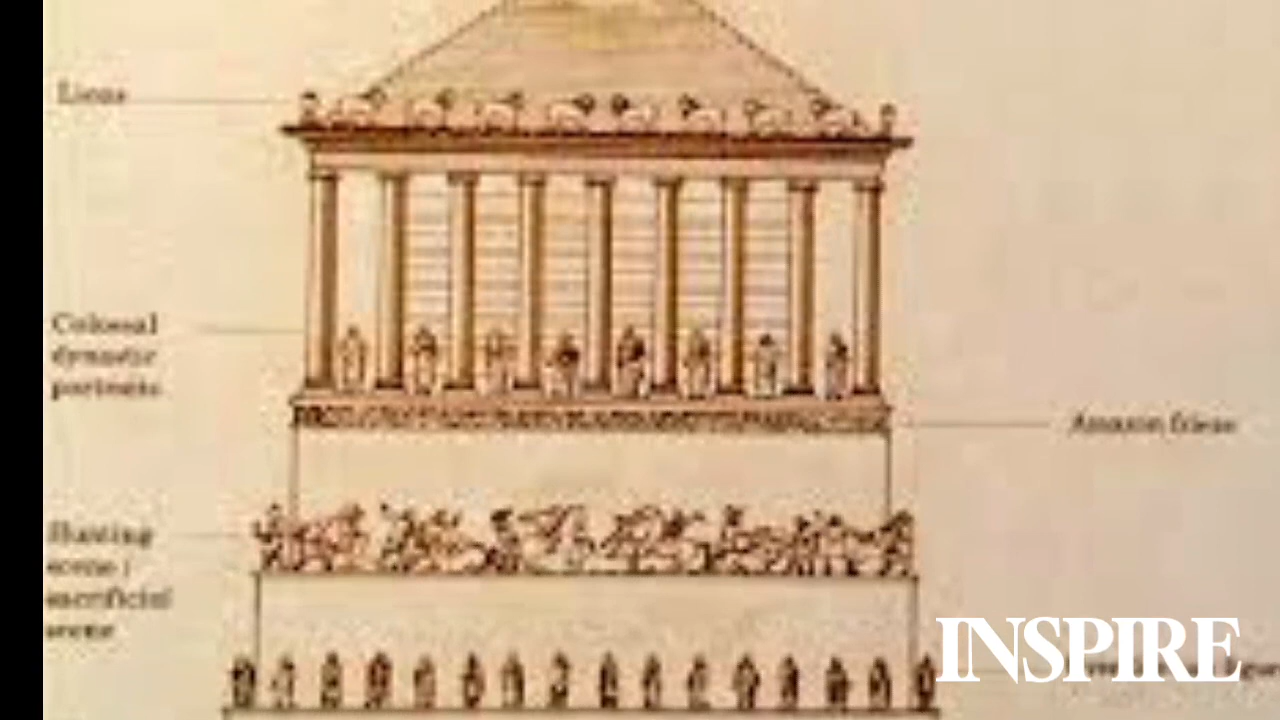 Lions
Colossal
dynastic
portraits
Amazon frieze
Hunting
scene /
sacrificial
scene
INSPIRE